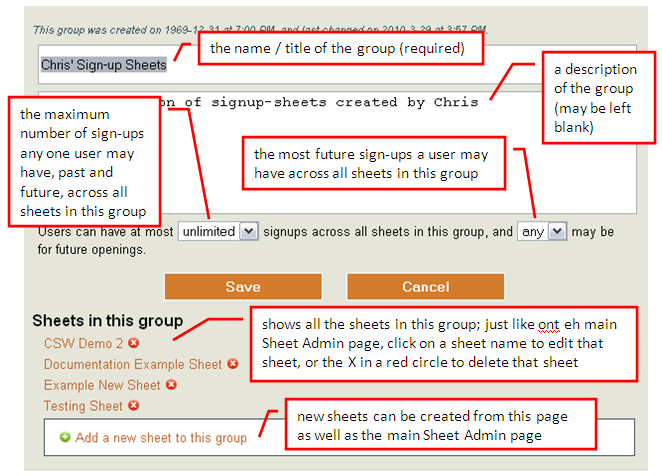 This group was created on 1969-12-31 at 7:00 PM, and last changed on 2010-3-29 at 3:57 PM.
the name / title of the group (required)
Chris' Sign-up Sheets
a description
of the group
(may be left
blank)
on of signup-sheets created by Chris
the maximum
number of sign-ups
any one user may
have, past and
future, across all
sheets in this group
the most future sign-ups a user may
have across all sheets in this group
Users can have at most unlimited signups across all sheets in this group, and any may be
for future openings.
Save Cancel
Sheets in this group
shows all the sheets in this group; just like ont eh main
Sheet Admin page, click on a sheet name to edit that
sheet, or the X in a red circle to delete that sheet
CSW Demo 2
Documentation Example Sheet
Example New Sheet
Testing Sheet
new sheets can be created from this page
as well as the main Sheet Admin page
Add a new sheet to this group